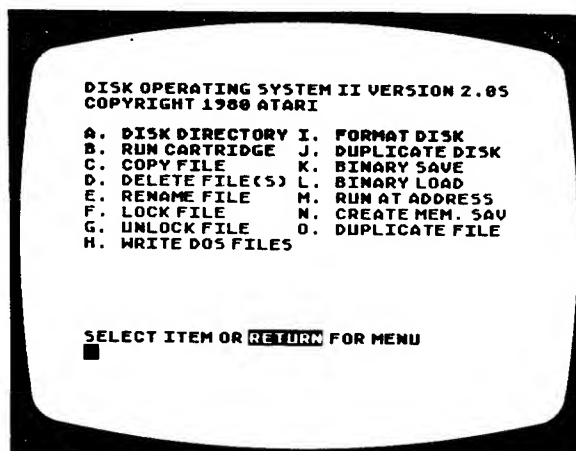 DISK OPERATING SYSTEM II VERSION 2.0S
COPYRIGHT 1980 ATARI
A. DISK DIRECTORY I. FORMAT DISK
B. RUN CARTRIDGE J. DUPLICATE DISK
C. COPY FILE K. BINARY SAVE
D. DELETE FILE(S) L. BINARY LOAD
E. RENAME FILE M. RUN AT ADDRESS
F. LOCK FILE N. CREATE MEM. SAV
G. UNLOCK FILE O. DUPLICATE FILE
H. WRITE DOS FILES
SELECT ITEM OR RETURN FOR MENU